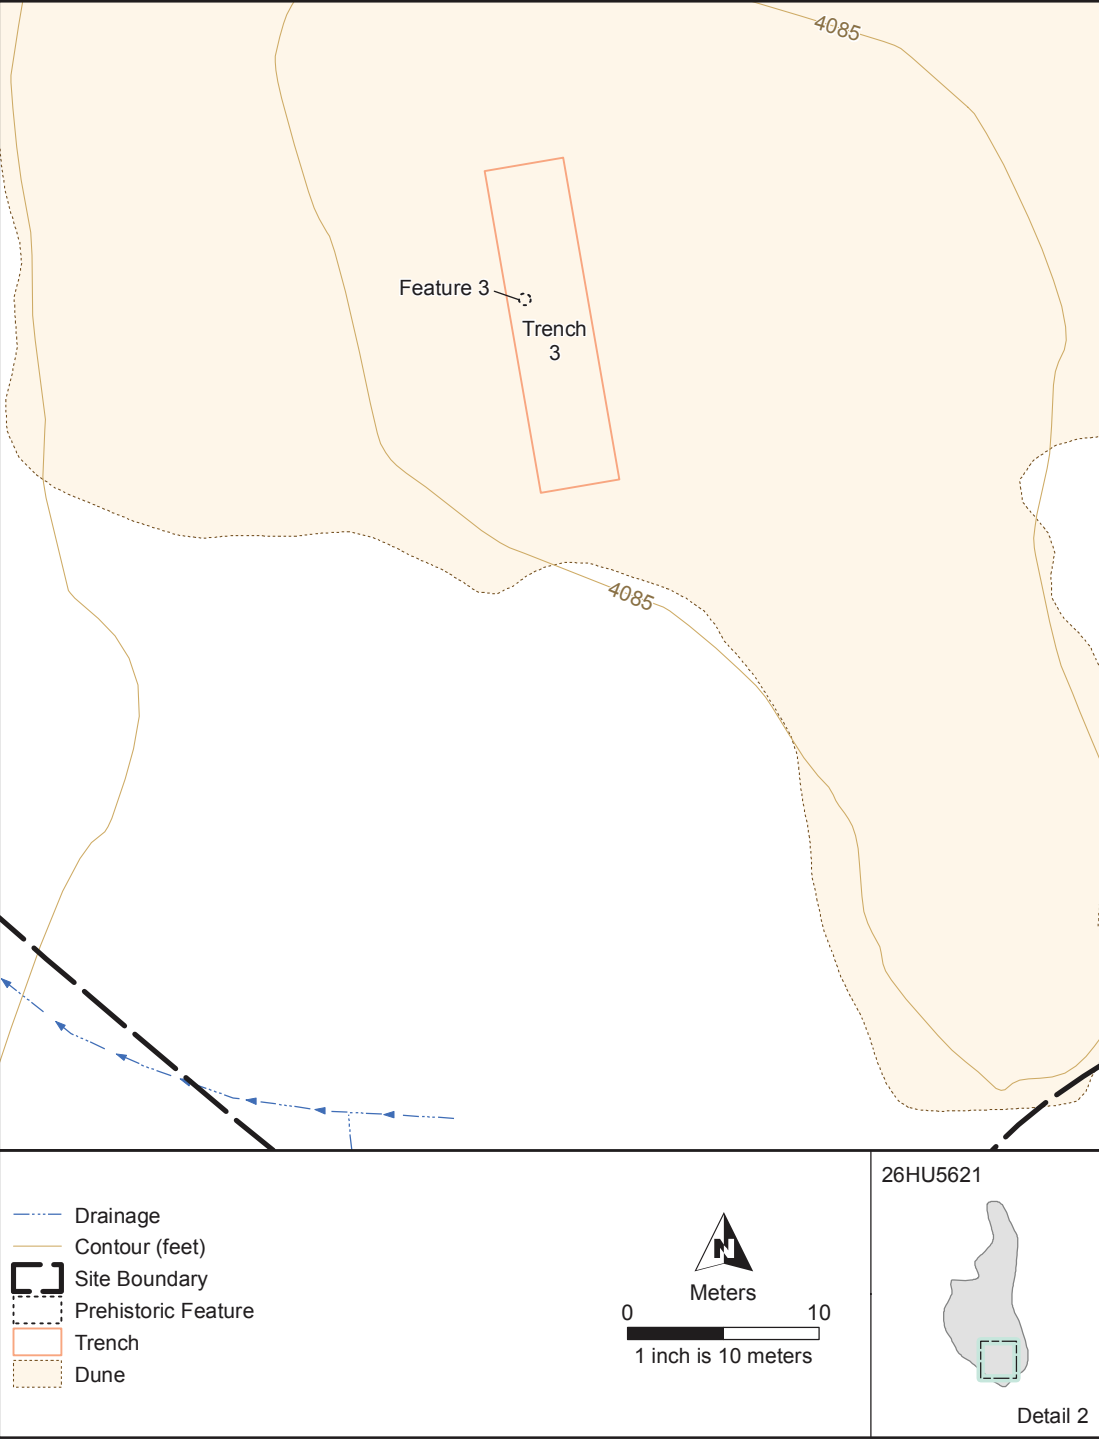 4085
Feature 3
Trench
3
4085
Drainage
Contour (feet)
Site Boundary
Prehistoric Feature
Trench
Dune
N
Meters
0 10
1 inch is 10 meters
26HU5621
Detail 2